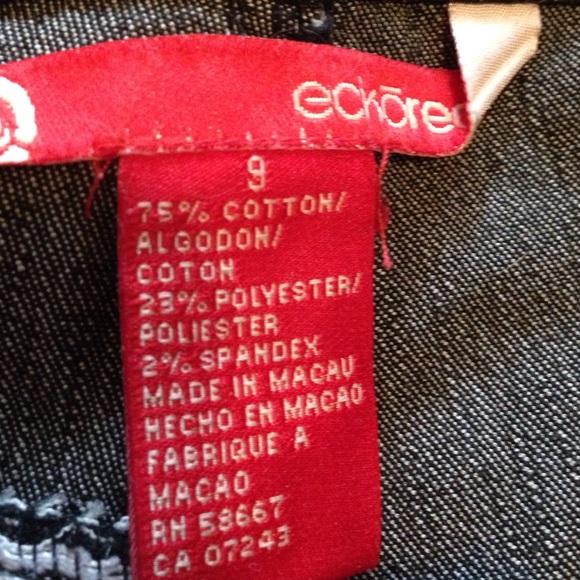 eckōre
9
75% COTTON/
ALGODON/
COTON
23% POLYESTER/
POLIESTER
2% SPANDEX
MADE IN MACAU
HECHO EN MACAO
FABRIQUE A
MACAO
RN 58667
CA 07243